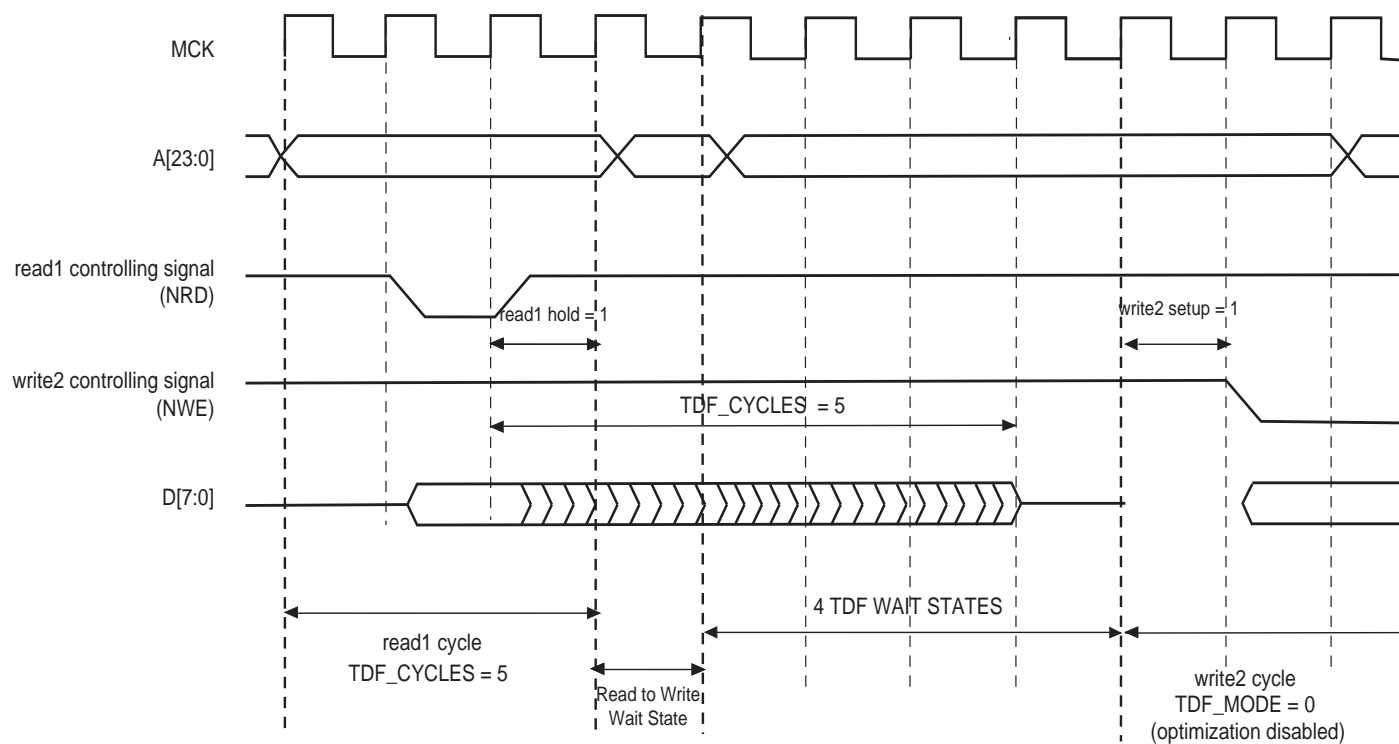 MCK
A[23:0]
read1 controlling signal
(NRD)
read1 hold = 1
write2 setup = 1
write2 controlling signal
(NWE)
TDF_CYCLES = 5
D[7:0]
4 TDF WAIT STATES
read1 cycle
TDF_CYCLES = 5
Read to Write
Wait State
write2 cycle
TDF_MODE = 0
(optimization disabled)